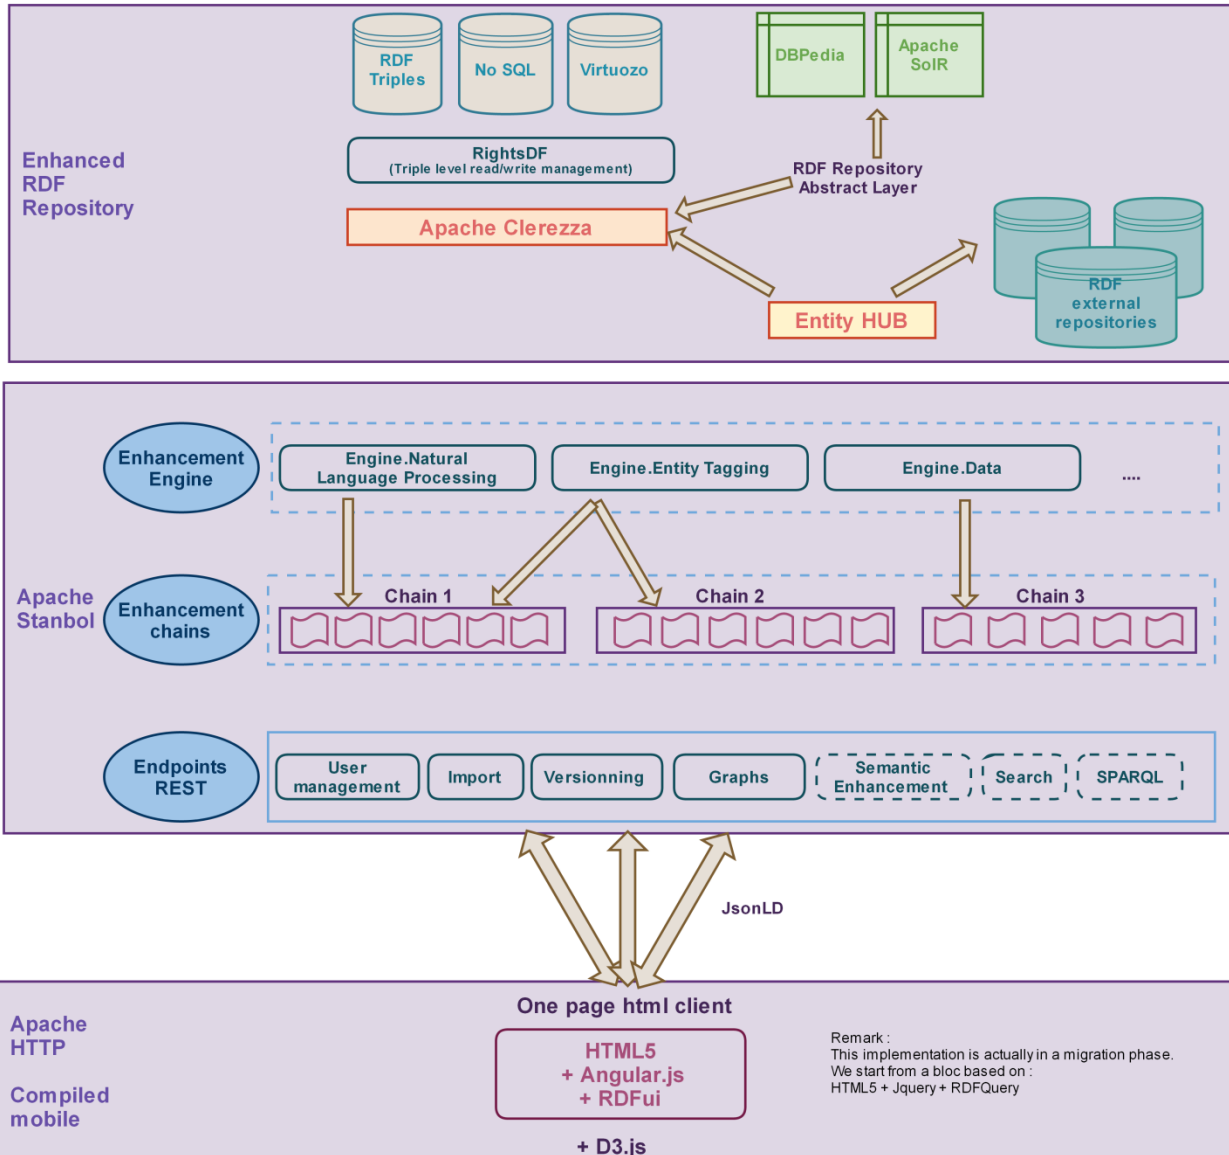 RDF
Triples
No SQL
Virtuozo
DBPedia
Apache
SolR
Enhanced
RDF
Repository
RightsDF
(Triple level read/write management)
RDF Repository
Abstract Layer
Apache Clerezza
Entity HUB
RDF
external
repositories
Enhancement
Engine
Engine.Natural
Language Processing
Engine.Entity Tagging
Engine.Data
....
Apache
Stanbol
Enhancement
chains
Chain 1
Chain 2
Chain 3
Endpoints
REST
User
management
Import
Versionning
Graphs
Semantic
Enhancement
Search
SPARQL
JsonLD
Apache
HTTP
Compiled
mobile
One page html client
HTML5
+ Angular.js
+ RDFui
+ D3.js
Remark :
This implementation is actually in a migration phase.
We start from a bloc based on :
HTML5 + Jquery + RDFQuery